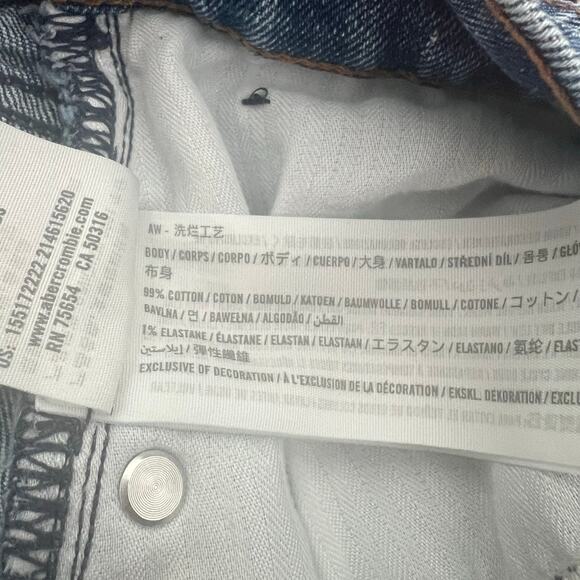 US: 155172222 214615620
www.abercrombie.com
RN 75654 CA 50316
AW - 洗烂工艺
BODY / CORPS / CORPO / ボディ / CUERPO / 大身 / VARTALO / STŘEDNÍ DÍL / 몸통 /
布身
99% COTTON / COTON / BOMULD / KATOEN / BAUMWOLLE / BOMULL / COTONE / コットン /
BAVLNA / 면 / BAWEŁNA / ALGODÃO / القطن
1% ELASTANE / ÉLASTANE / ELASTAN / ELASTAAN / エラスタン / ELASTANO / 氨纶 /
إيلاستين / 彈性纖維
EXCLUSIVE OF DECORATION / À L'EXCLUSION DE LA DÉCORATION / EKSKL. DEKORATION /